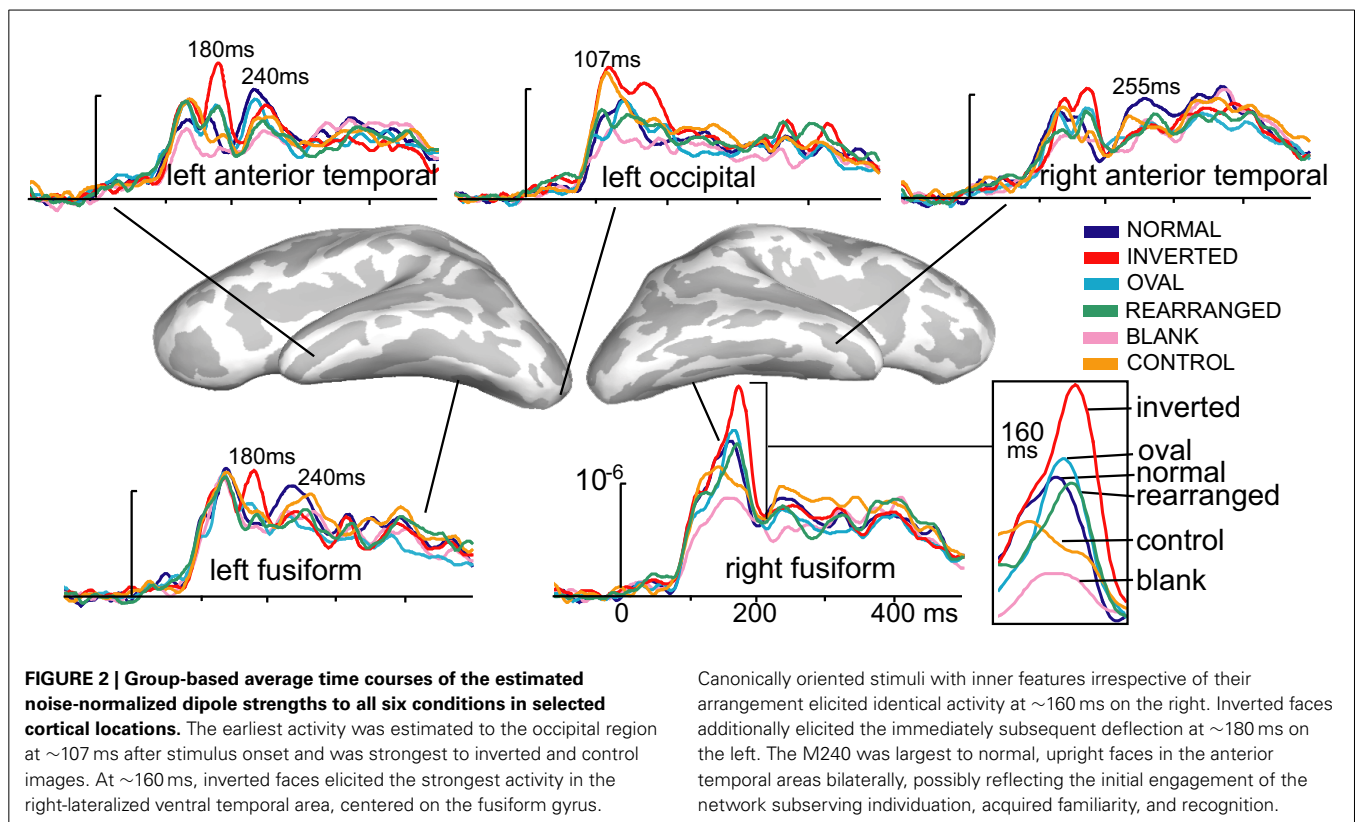 180ms
240ms
left anterior temporal
107ms
left occipital
255ms
right anterior temporal
NORMAL
INVERTED
OVAL
REARRANGED
BLANK
CONTROL
180ms
240ms
left fusiform
10-6
right fusiform
0 200 400 ms
160
ms
inverted
oval
normal
rearranged
control
blank
FIGURE 2 | Group-based average time courses of the estimated
noise-normalized dipole strengths to all six conditions in selected
cortical locations. The earliest activity was estimated to the occipital region
at ∼107 ms after stimulus onset and was strongest to inverted and control
images. At ∼160 ms, inverted faces elicited the strongest activity in the
right-lateralized ventral temporal area, centered on the fusiform gyrus.
Canonically oriented stimuli with inner features irrespective of their
arrangement elicited identical activity at ∼160 ms on the right. Inverted faces
additionally elicited the immediately subsequent deflection at ∼180 ms on
the left. The M240 was largest to normal, upright faces in the anterior
temporal areas bilaterally, possibly reflecting the initial engagement of the
network subserving individuation, acquired familiarity, and recognition.